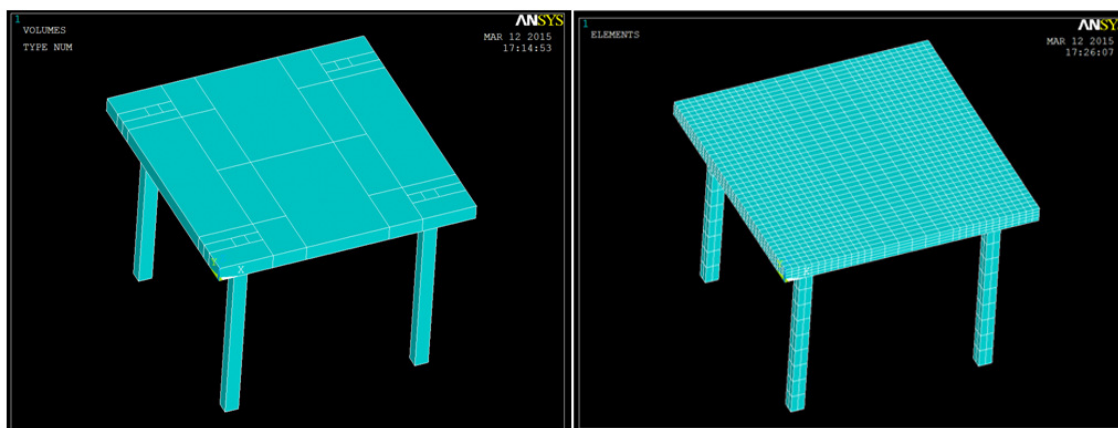 1
VOLUMES
TYPE NUM
ANSYS
MAR 12 2015
17:14:53
Y
X
1
ELEMENTS
ANSYS
MAR 12 2015
17:26:07
X